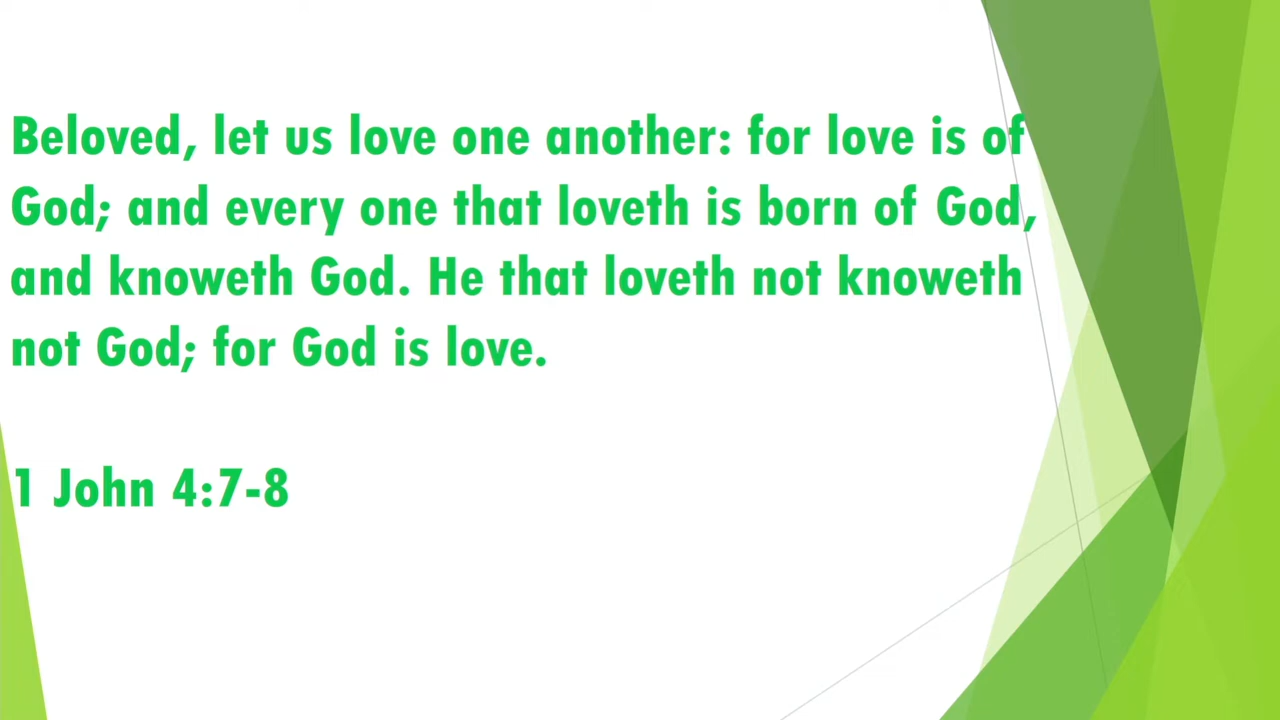 Beloved, let us love one another: for love is of
God; and every one that loveth is born of God,
and knoweth God. He that loveth not knoweth
not God; for God is love.
1 John 4:7-8